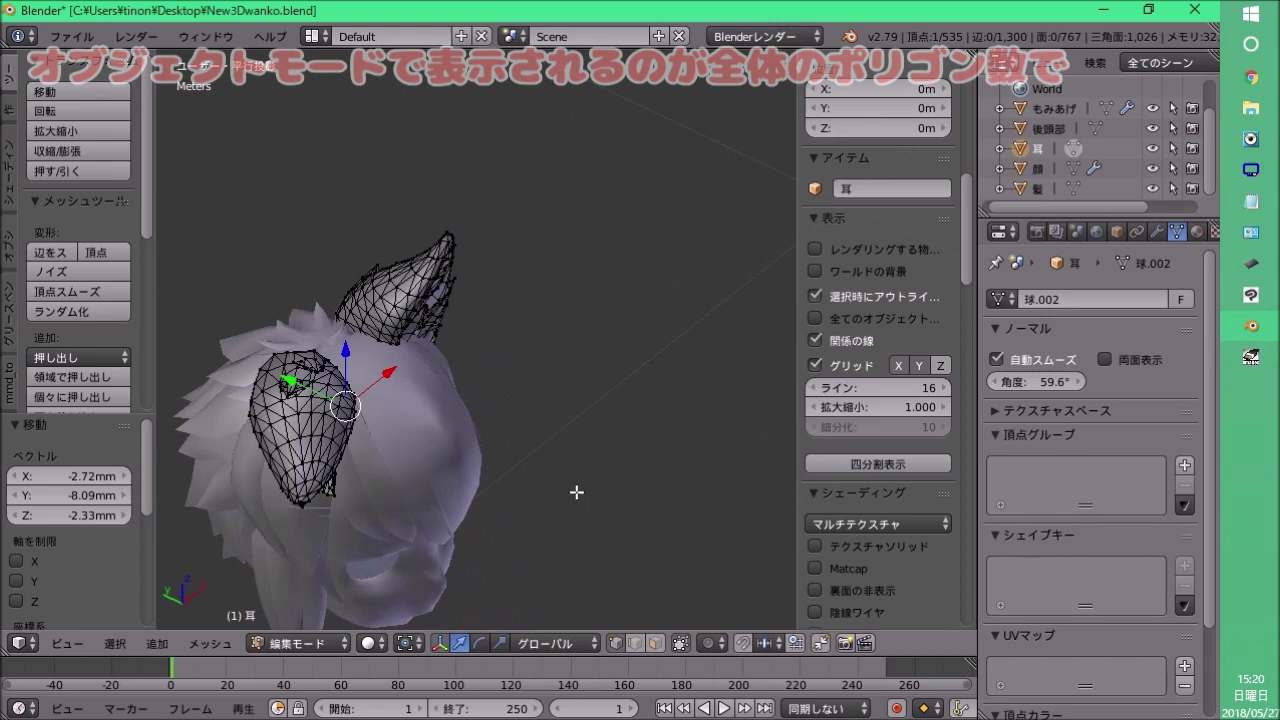 Blender* [C:¥Users¥tinon¥Desktop¥New3Dwanko.blend]
ファイル レンダー ウィンドウ ヘルプ Default Scene Blenderレンダー v2.79 | 頂点:1/535 | 辺:0/1,300 | 面:0/767 | 三角面:1,026 | メモリ:32.
オブジェクトモードで表示されるのが全体のポリゴン数で
ユーザー・平行投影
Meters
検索 全てのシーン
移動
回転
拡大縮小
収縮/膨張
押す/引く
メッシュツー
変形:
辺をス 頂点
ノイズ
頂点スムーズ
ランダム化
追加:
押し出し
領域で押し出し
個々に押し出し
mmd_to
移動
ベクトル
X: -2.72mm
Y: -8.09mm
Z: -2.33mm
軸を制限
X
Y
Z
座標系
(1) 耳
X: 0m
Y: 0m
Z: 0m
アイテム
耳
表示
レンダリングする物...
ワールドの背景
選択時にアウトライ...
全てのオブジェクト...
関係の線
グリッド X Y Z
ライン: 16
拡大縮小: 1.000
細分化: 10
四分割表示
シェーディング
マルチテクスチャ
テクスチャソリッド
Matcap
裏面の非表示
陰線ワイヤ
World
もみあげ
後頭部
耳
顔
髪
耳 球.002
球.002 F
ノーマル
自動スムーズ 両面表示
角度: 59.6°
テクスチャスペース
頂点グループ
シェイプキー
UVマップ
頂点カラー
ビュー 選択 追加 メッシュ 編集モード グローバル
-40 -20 0 20 40 60 80 100 120 140 160 180 200 220 240 260
ビュー マーカー フレーム 再生 開始: 1 終了: 250 1 同期しない
15:20
日曜日
2018/05/27